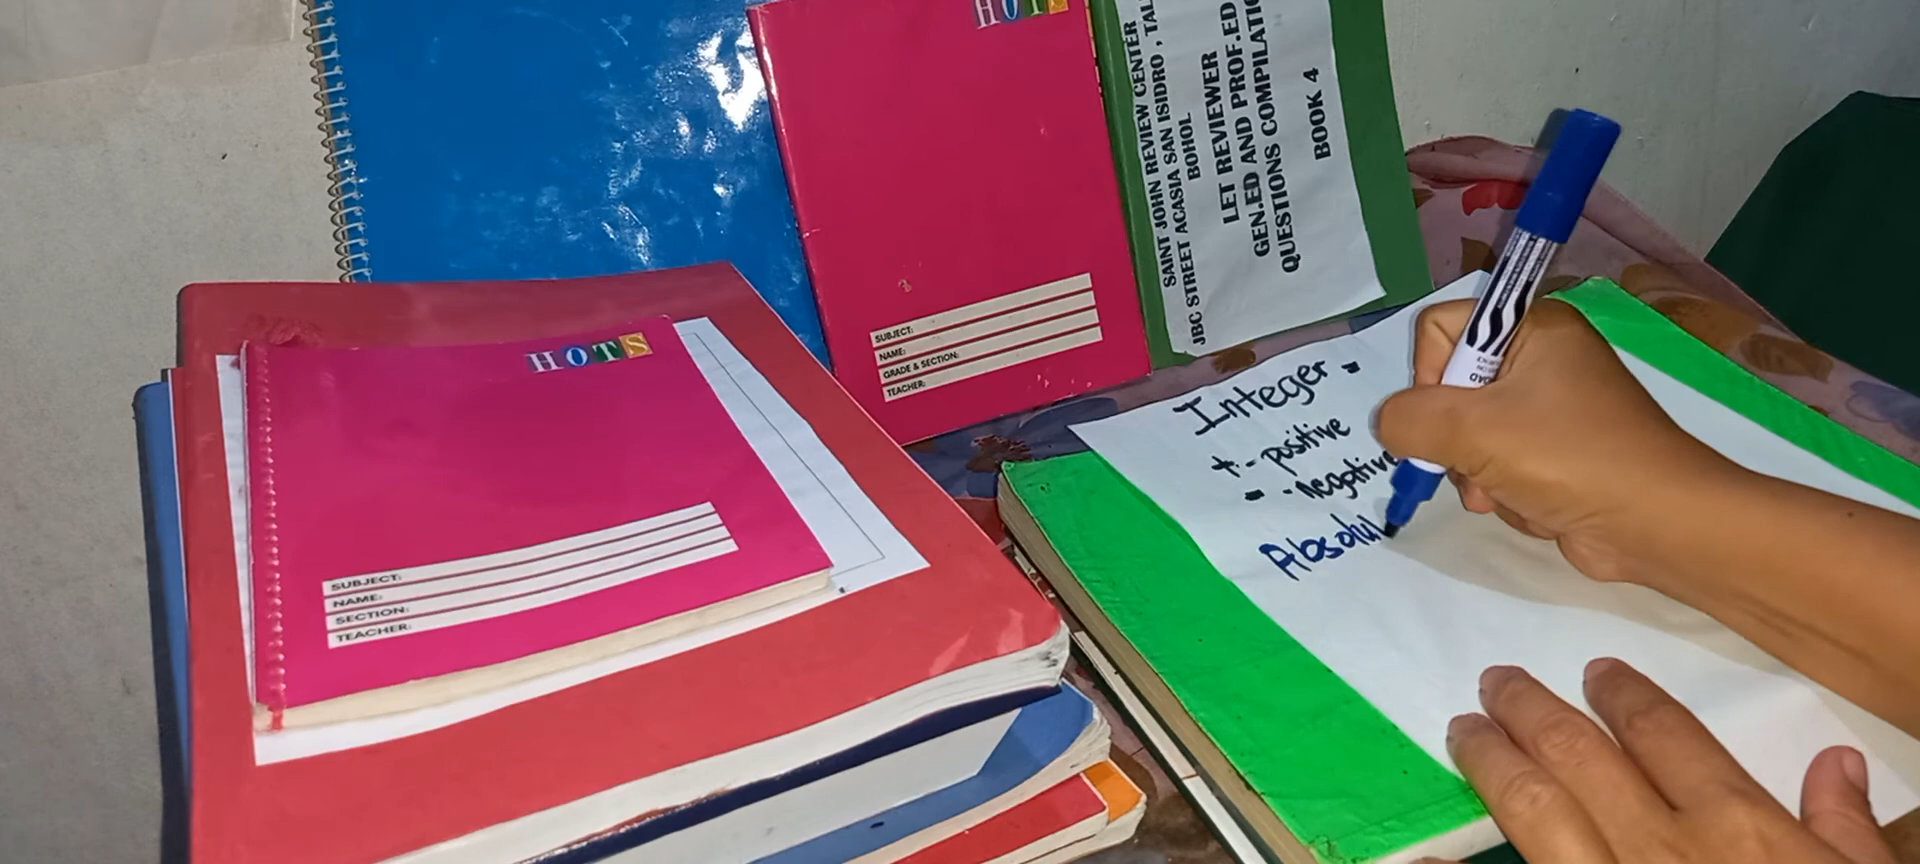 HOTS
SUBJECT:
NAME:
GRADE & SECTION:
TEACHER:
SAINT JOHN REVIEW CENTER
JBC STREET ACASIA SAN ISIDRO , TAL
BOHOL
LET REVIEWER
GEN.ED AND PROF.ED
QUESTIONS COMPILATIO
BOOK 4
HOTS
SUBJECT:
NAME:
SECTION:
TEACHER:
Integer -
+ - positive
- - negative
Absolut